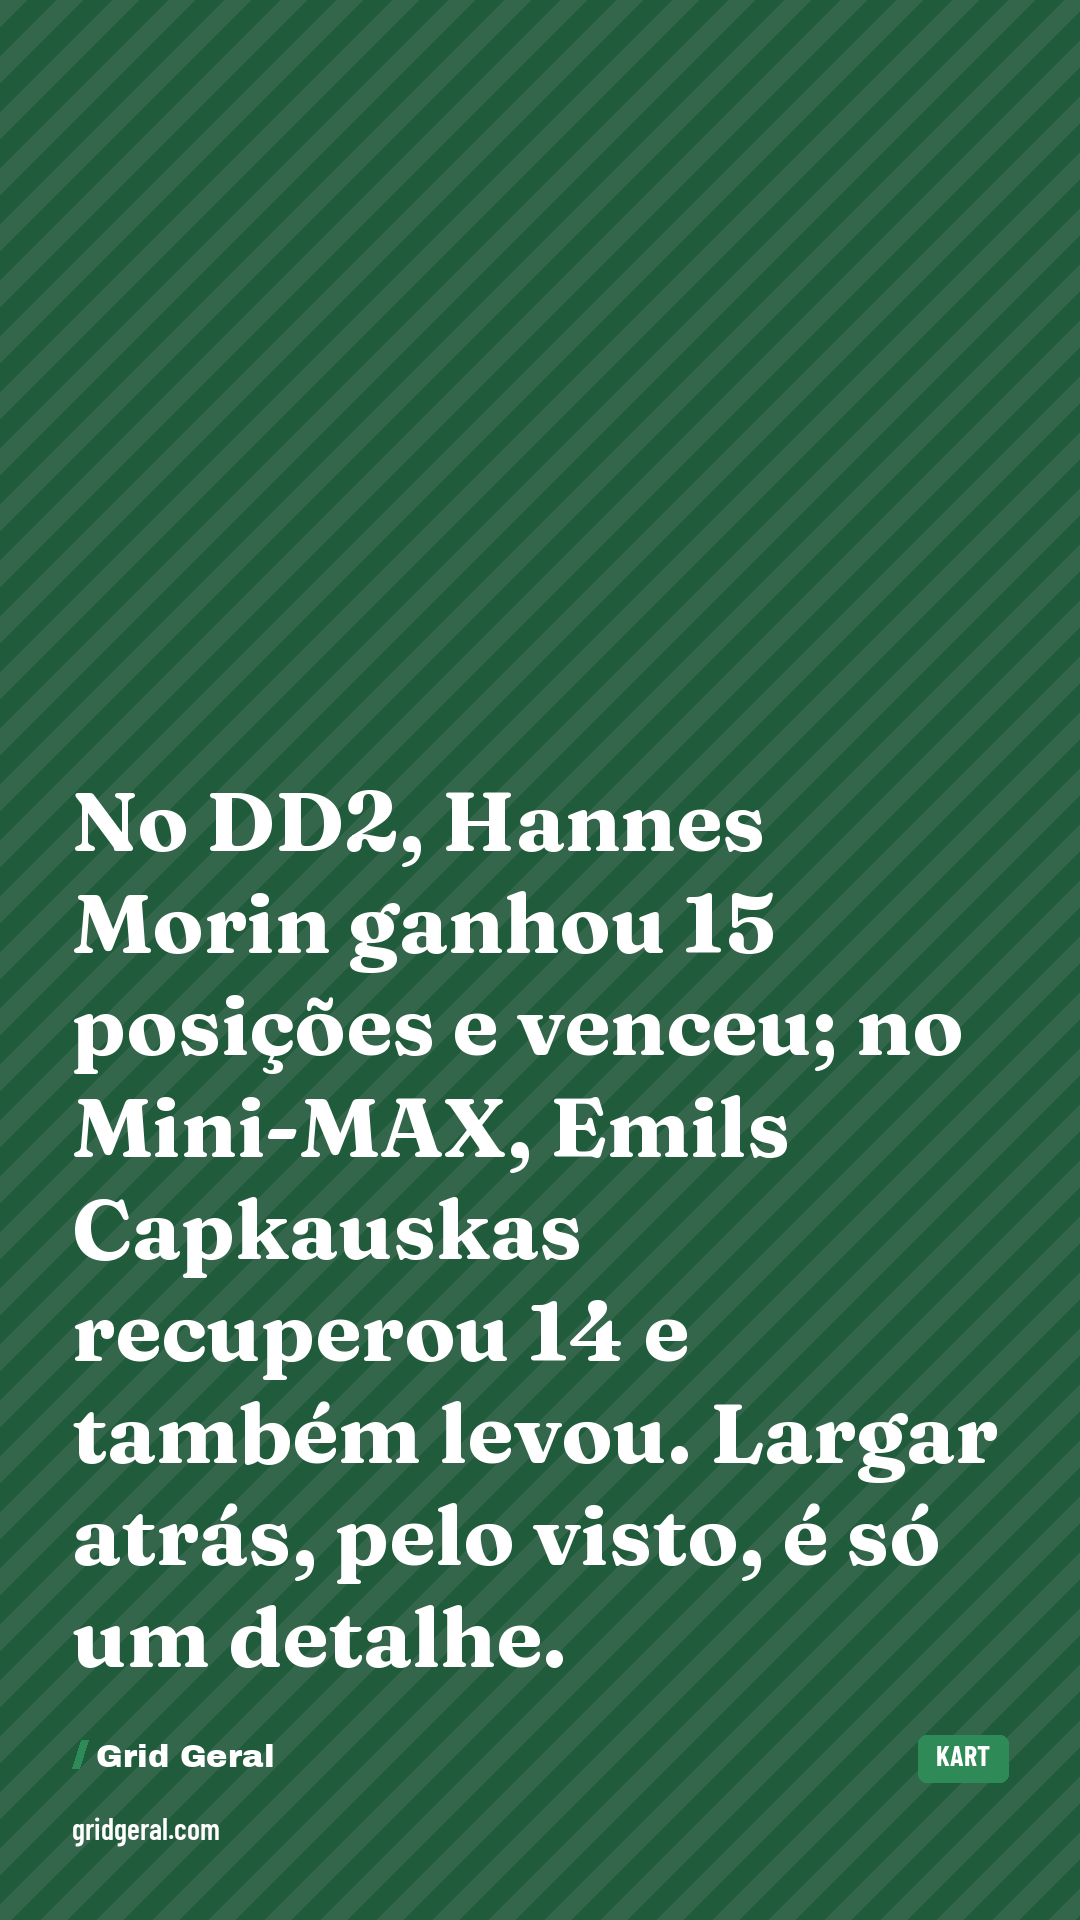 No DD2, Hannes
Morin ganhou 15
posições e venceu; no
Mini-MAX, Emils
Capkauskas
recuperou 14 e
também levou. Largar
atrás, pelo visto, é só
um detalhe.
/ Grid Geral
KART
gridgeral.com